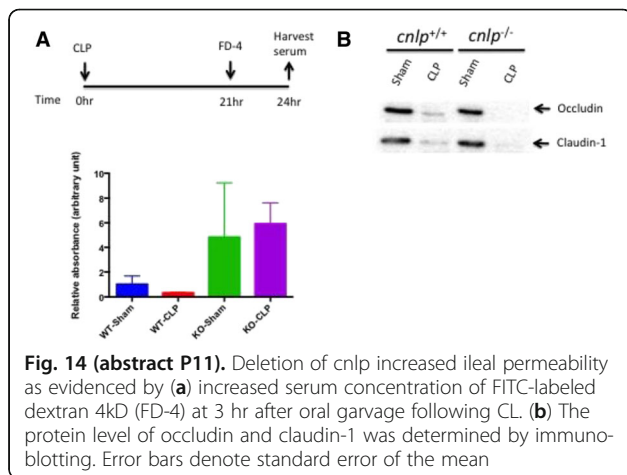 A
CLP
FD-4
Harvest
serum
Time
0hr
21hr
24hr
Relative absorbance (arbitrary unit)
10
8
6
4
2
0
WT-Sham
WT-CLP
KO-Sham
KO-CLP
B
cnlp+/+
cnlp-/-
Sham
CLP
Sham
CLP
Occludin
Claudin-1
Fig. 14 (abstract P11). Deletion of cnlp increased ileal permeability
as evidenced by (a) increased serum concentration of FITC-labeled
dextran 4kD (FD-4) at 3 hr after oral garvage following CL. (b) The
protein level of occludin and claudin-1 was determined by immuno-
blotting. Error bars denote standard error of the mean